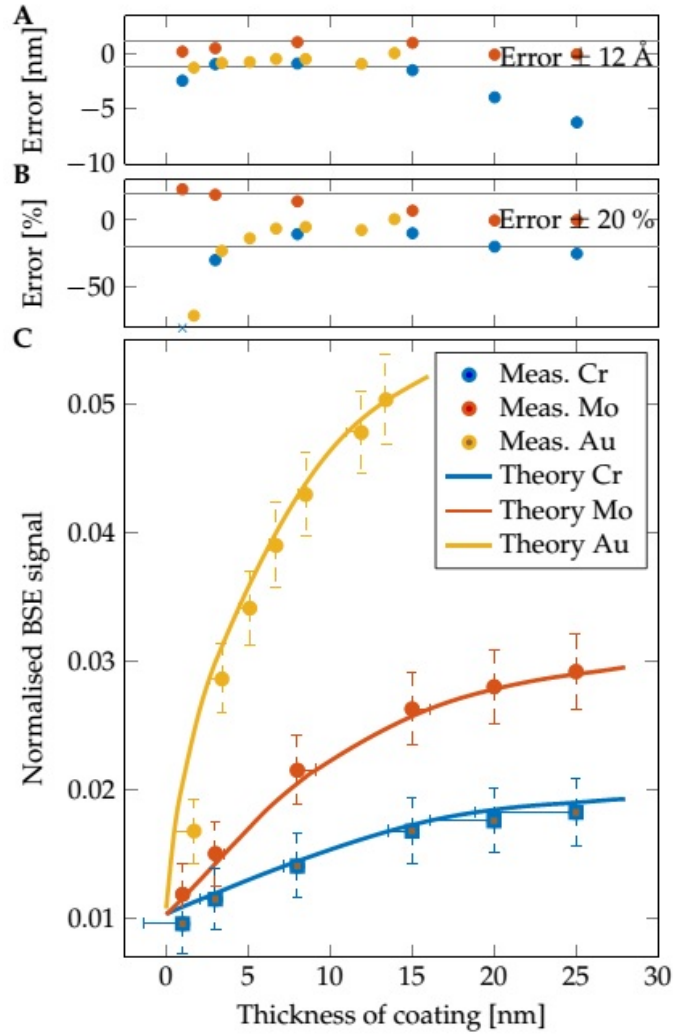 A
Error [nm]
0
−5
−10
Error ± 12 Å
B
Error [%]
0
−50
Error ± 20 %
C
Normalised BSE signal
0.05
0.04
0.03
0.02
0.01
Meas. Cr
Meas. Mo
Meas. Au
Theory Cr
Theory Mo
Theory Au
0 5 10 15 20 25 30
Thickness of coating [nm]